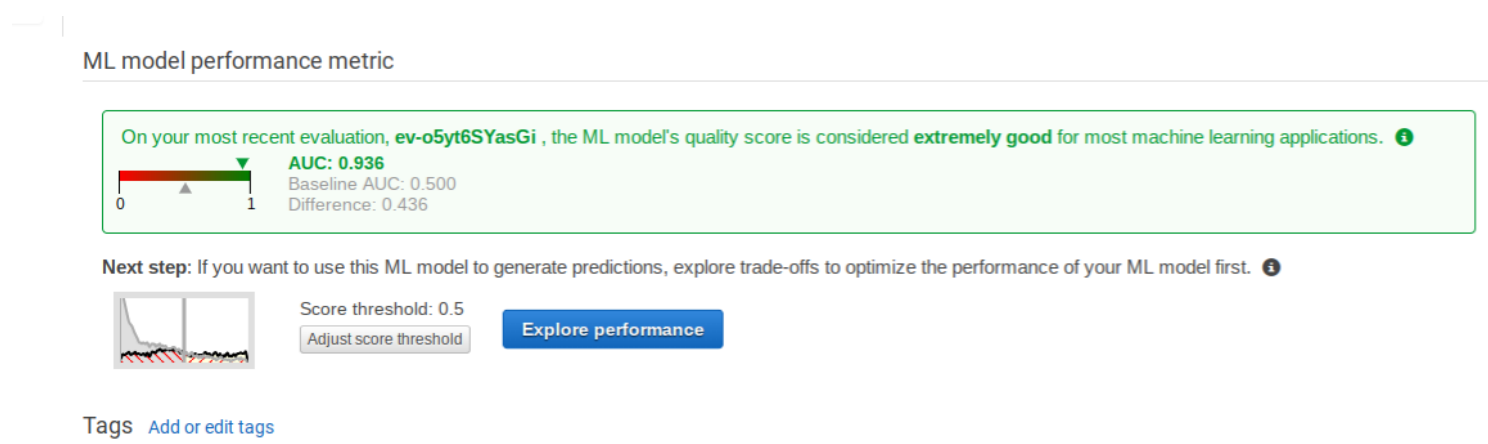 ML model performance metric
On your most recent evaluation, ev-o5yt6SYasGi , the ML model's quality score is considered extremely good for most machine learning applications.
AUC: 0.936
Baseline AUC: 0.500
Difference: 0.436
0 1
Next step: If you want to use this ML model to generate predictions, explore trade-offs to optimize the performance of your ML model first.
Score threshold: 0.5
Adjust score threshold
Explore performance
Tags Add or edit tags